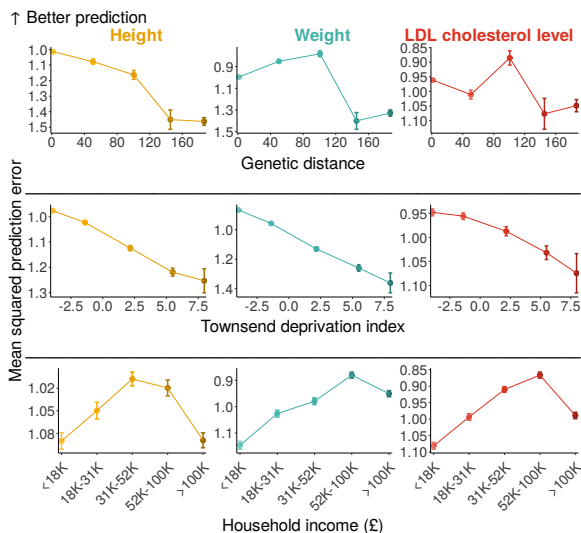 ↑ Better prediction
Height Weight LDL cholesterol level
1.0
1.1
1.2
1.3
1.4
1.5
0 40 80 120 160
0.9
1.1
1.3
1.5
0 40 80 120 160
0.85
0.90
0.95
1.00
1.05
1.10
0 40 80 120 160
Genetic distance
Mean squared prediction error
1.0
1.1
1.2
1.3
-2.5 0.0 2.5 5.0 7.5
1.0
1.2
1.4
-2.5 0.0 2.5 5.0 7.5
0.95
1.00
1.05
1.10
-2.5 0.0 2.5 5.0 7.5
Townsend deprivation index
1.02
1.05
1.08
<18K 18K-31K 31K-52K 52K-100K >100K
0.9
1.0
1.1
<18K 18K-31K 31K-52K 52K-100K >100K
0.85
0.90
0.95
1.00
1.05
1.10
<18K 18K-31K 31K-52K 52K-100K >100K
Household income (£)